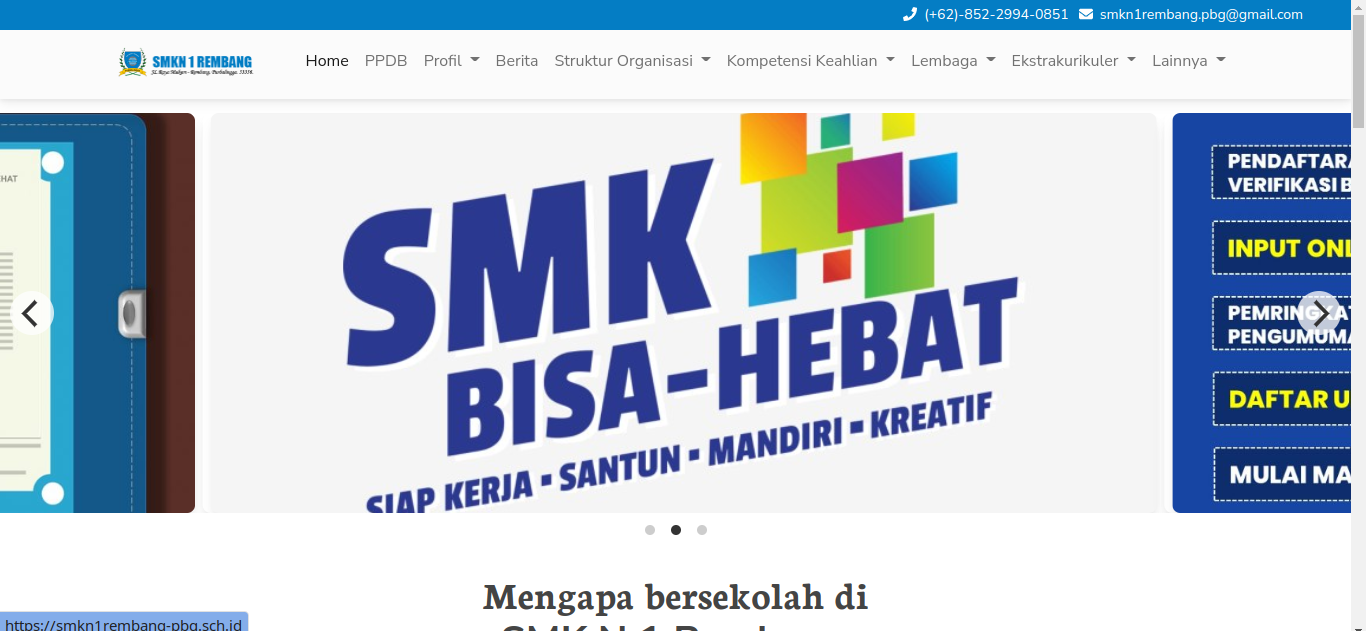 (+62)-852-2994-0851 smkn1rembang.pbg@gmail.com
SMKN 1 REMBANG
Jl. Raya Makam - Rembang, Purbalingga, 53356.
Home PPDB Profil Berita Struktur Organisasi Kompetensi Keahlian Lembaga Ekstrakurikuler Lainnya
HAT
SMK
BISA-HEBAT
SIAP KERJA • SANTUN • MANDIRI • KREATIF
PENDAFTARA
VERIFIKASI B
INPUT ONL
PEMRINGKAT
PENGUMUMA
DAFTAR U
MULAI MA
Mengapa bersekolah di
SMK N 1 Remb
https://smkn1rembang-pbg.sch.id